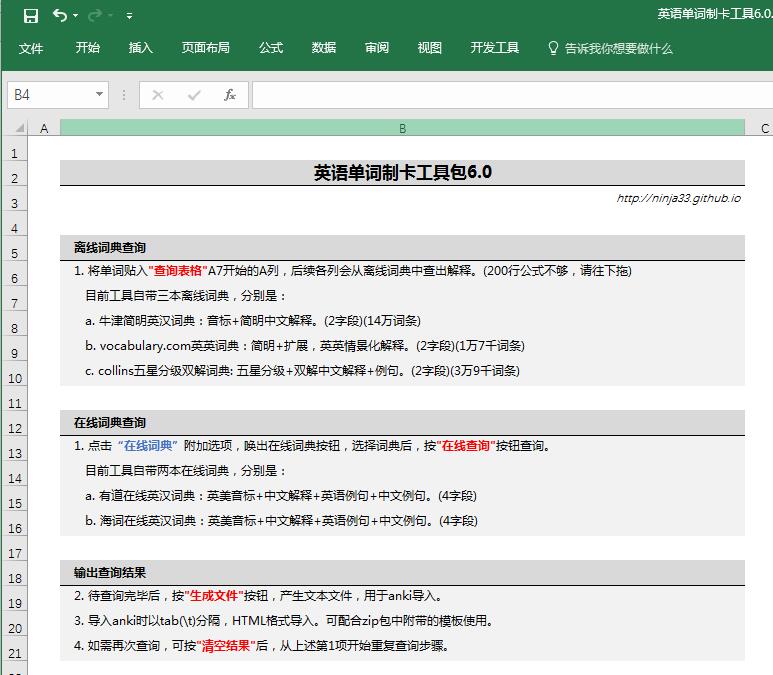 英语单词制卡工具6.0.
文件 开始 插入 页面布局 公式 数据 审阅 视图 开发工具 告诉我你想要做什么
B4 fx
A B C
1
2 英语单词制卡工具包6.0
3 http://ninja33.github.io
4
5 离线词典查询
6 1. 将单词贴入"查询表格"A7开始的A列，后续各列会从离线词典中查出解释。(200行公式不够，请往下拖)
7 目前工具自带三本离线词典，分别是：
8 a. 牛津简明英汉词典：音标+简明中文解释。(2字段)(14万词条)
9 b. vocabulary.com英英词典：简明+扩展，英英情景化解释。(2字段)(1万7千词条)
10 c. collins五星分级双解词典: 五星分级+双解中文解释+例句。(2字段)(3万9千词条)
11
12 在线词典查询
13 1. 点击“在线词典”附加选项，唤出在线词典按钮，选择词典后，按"在线查询"按钮查询。
14 目前工具自带两本在线词典，分别是：
15 a. 有道在线英汉词典：英美音标+中文解释+英语例句+中文例句。(4字段)
16 b. 海词在线英汉词典：英美音标+中文解释+英语例句+中文例句。(4字段)
17
18 输出查询结果
19 2. 待查询完毕后，按"生成文件"按钮，产生文本文件，用于anki导入。
20 3. 导入anki时以tab(\t)分隔，HTML格式导入。可配合zip包中附带的模板使用。
21 4. 如需再次查询，可按"清空结果"后，从上述第1项开始重复查询步骤。